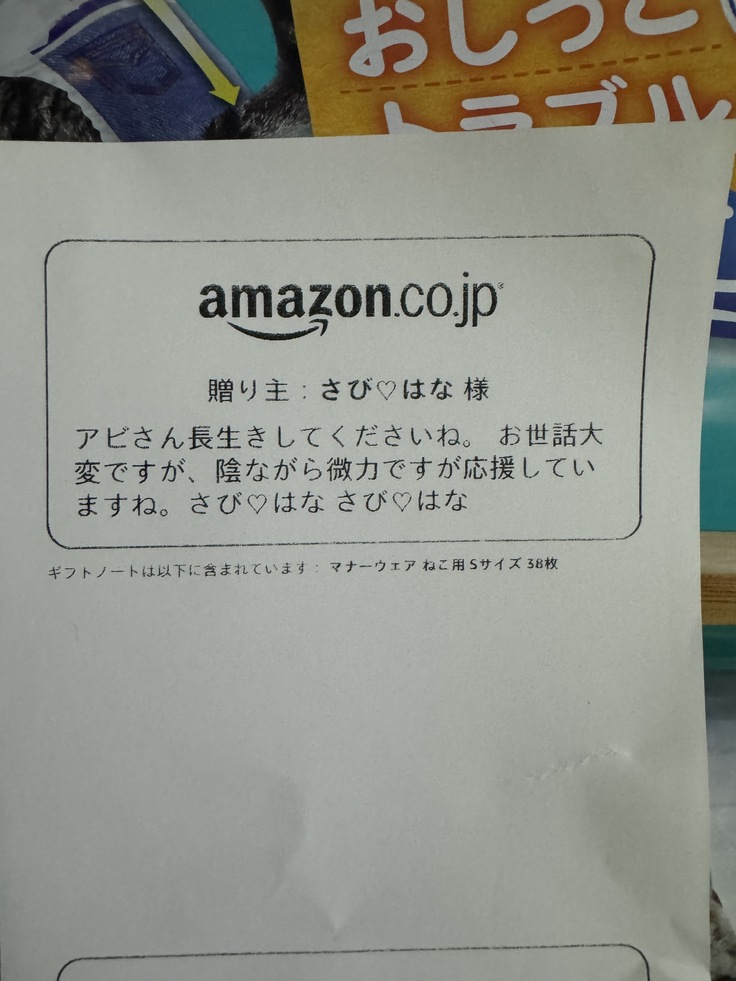 おしっこ
トラブル
amazon.co.jp
贈り主：さび♡はな 様
アビさん長生きしてくださいね。 お世話大
変ですが、陰ながら微力ですが応援してい
ますね。さび♡はな さび♡はな
ギフトノートは以下に含まれています： マナーウェア ねこ用 Sサイズ 38枚